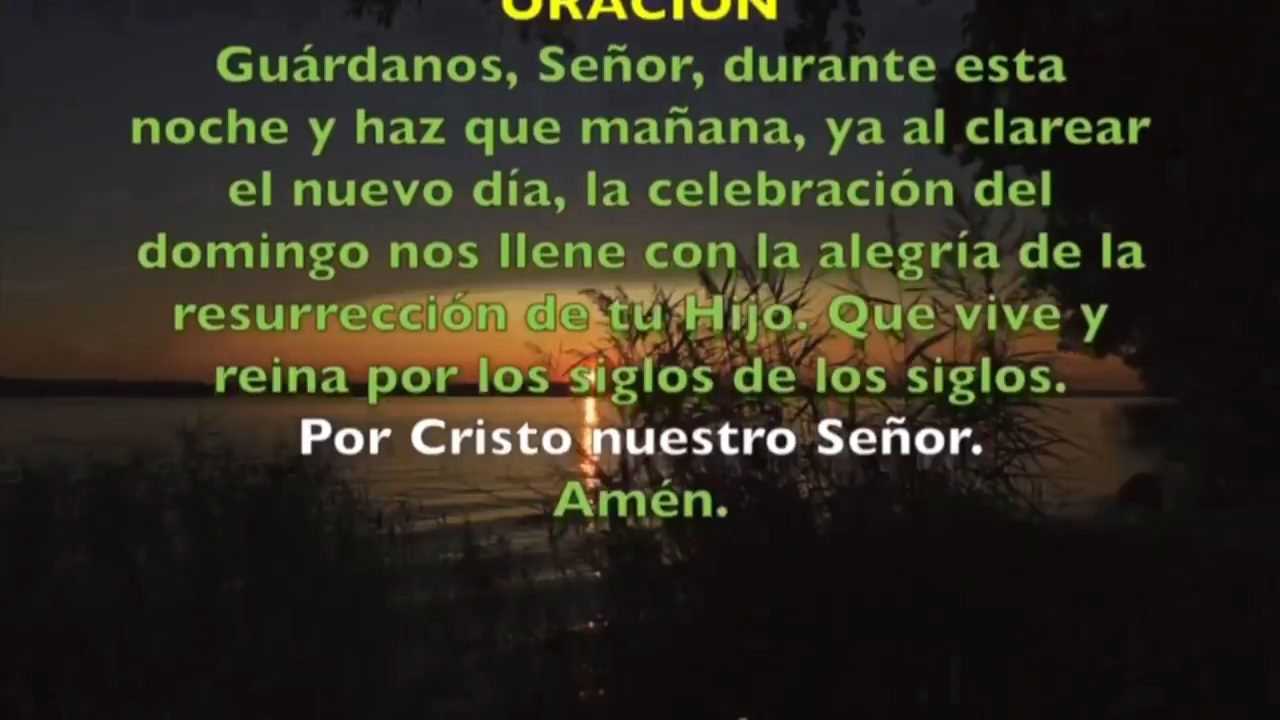 ORACIÓN
Guárdanos, Señor, durante esta
noche y haz que mañana, ya al clarear
el nuevo día, la celebración del
domingo nos llene con la alegría de la
resurrección de tu Hijo. Que vive y
reina por los siglos de los siglos.
Por Cristo nuestro Señor.
Amén.